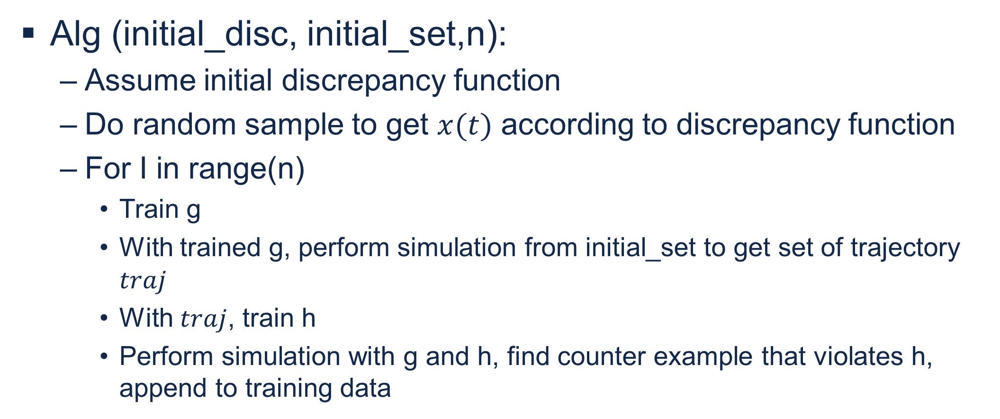 ▪ Alg (initial_disc, initial_set,n):
– Assume initial discrepancy function
– Do random sample to get x(t) according to discrepancy function
– For I in range(n)
• Train g
• With trained g, perform simulation from initial_set to get set of trajectory
traj
• With traj, train h
• Perform simulation with g and h, find counter example that violates h,
append to training data